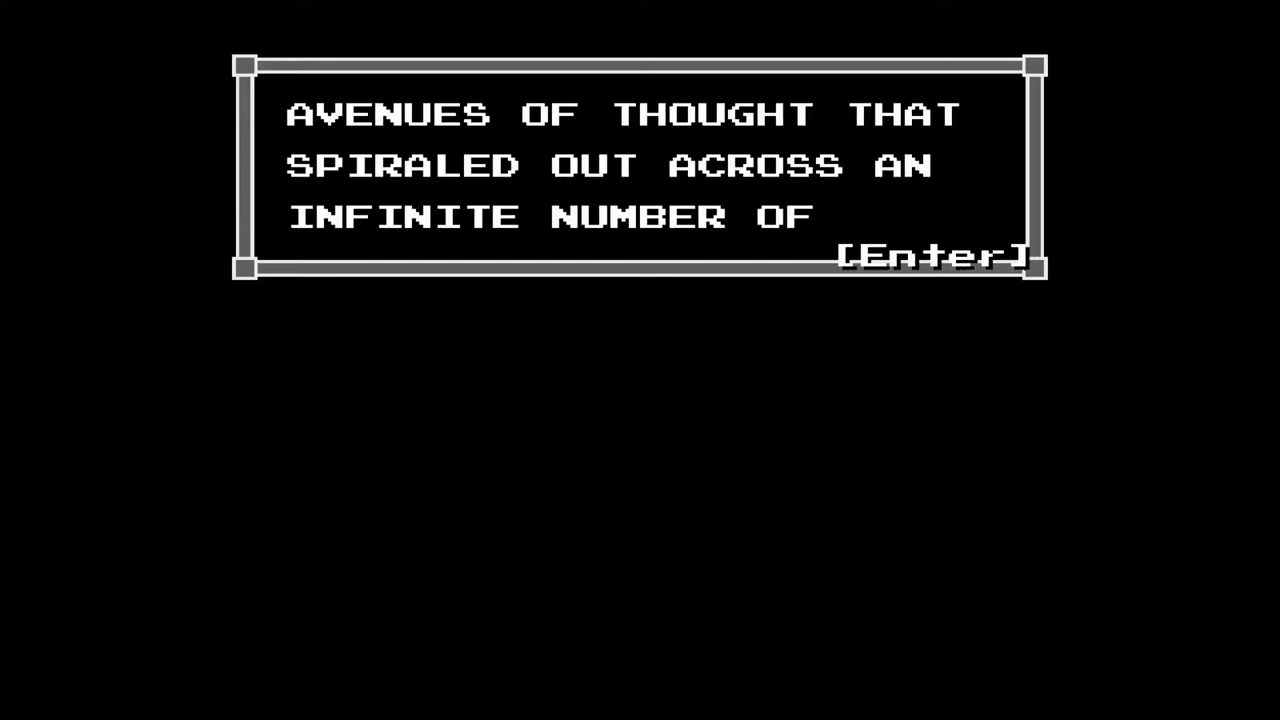 AVENUES OF THOUGHT THAT
SPIRALED OUT ACROSS AN
INFINITE NUMBER OF
[Enter]